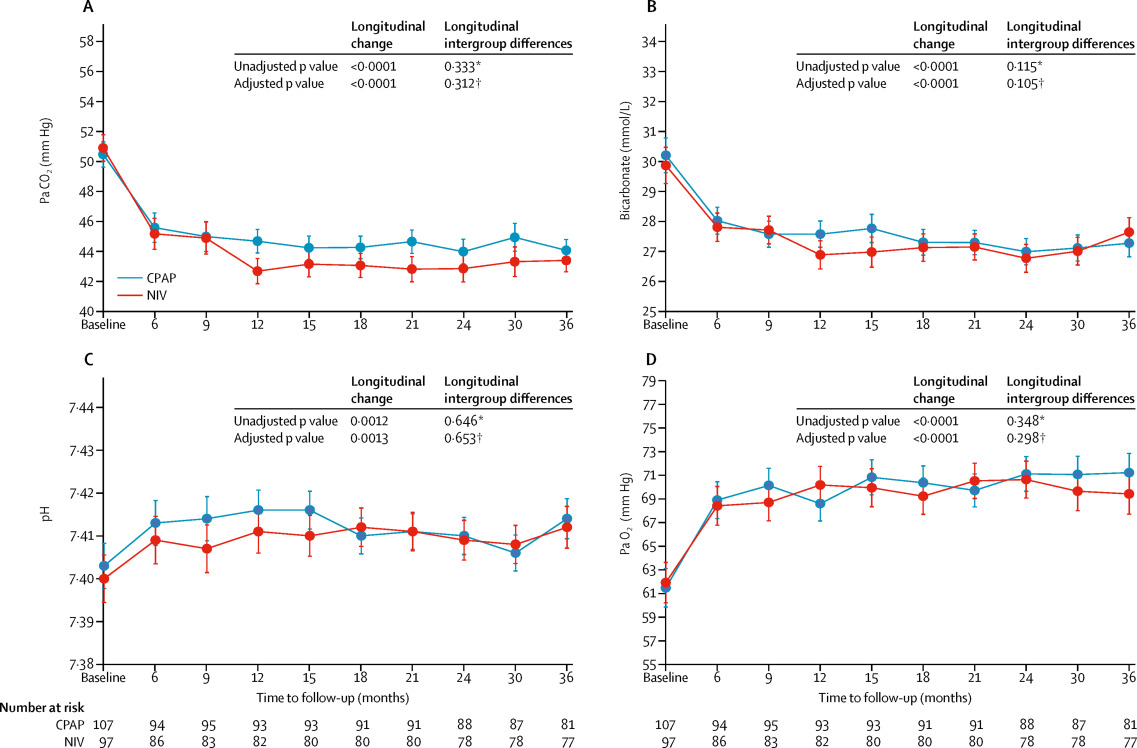 A
Longitudinal change
Longitudinal intergroup differences
Unadjusted p value <0·0001 0·333*
Adjusted p value <0·0001 0·312†
PaCO₂ (mm Hg)
58
56
54
52
50
48
46
44
42
40
CPAP
NIV
Baseline 6 9 12 15 18 21 24 30 36
B
Longitudinal change
Longitudinal intergroup differences
Unadjusted p value <0·0001 0·115*
Adjusted p value <0·0001 0·105†
Bicarbonate (mmol/L)
34
33
32
31
30
29
28
27
26
25
Baseline 6 9 12 15 18 21 24 30 36
C
Longitudinal change
Longitudinal intergroup differences
Unadjusted p value 0·0012 0·646*
Adjusted p value 0·0013 0·653†
pH
7·44
7·43
7·42
7·41
7·40
7·39
7·38
Baseline 6 9 12 15 18 21 24 30 36
Time to follow-up (months)
D
Longitudinal change
Longitudinal intergroup differences
Unadjusted p value <0·0001 0·348*
Adjusted p value <0·0001 0·298†
PaO₂ (mm Hg)
79
77
75
73
71
69
67
65
63
61
59
57
55
Baseline 6 9 12 15 18 21 24 30 36
Time to follow-up (months)
Number at risk
CPAP 107 94 95 93 93 91 91 88 87 81 107 94 95 93 93 91 91 88 87 81
NIV 97 86 83 82 80 80 80 78 78 77 97 86 83 82 80 80 80 78 78 77